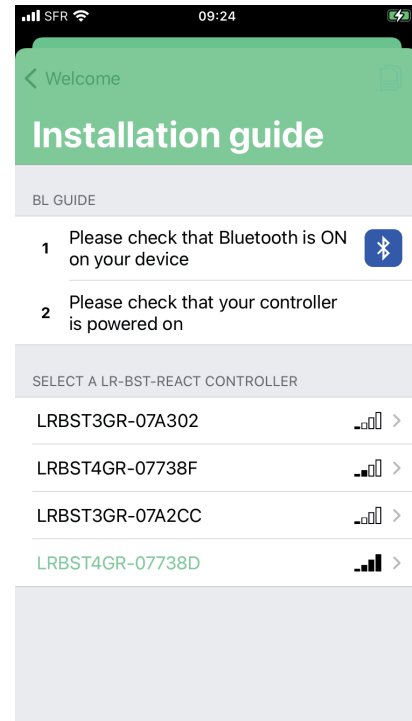 SFR
09:24
Welcome
Installation guide
BL GUIDE
1
Please check that Bluetooth is ON
on your device
2
Please check that your controller
is powered on
SELECT A LR-BST-REACT CONTROLLER
LRBST3GR-07A302
LRBST4GR-07738F
LRBST3GR-07A2CC
LRBST4GR-07738D